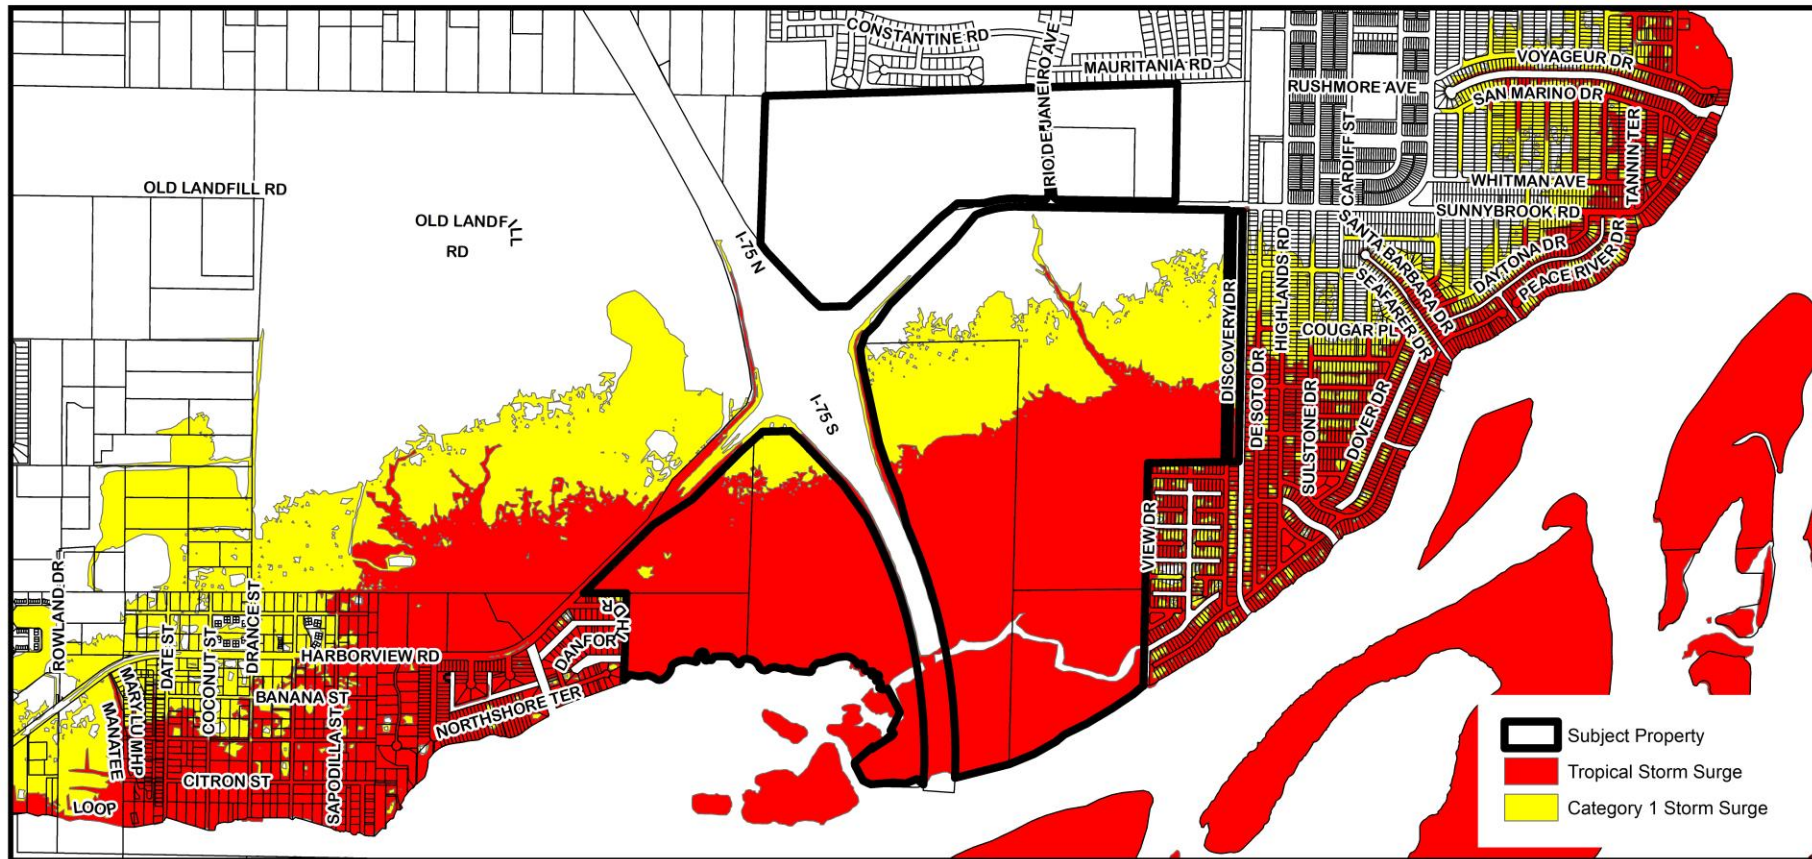 CONSTANTINE RD
MAURITANIA RD
RIO DE JANEIRO AVE
VOYAGEUR DR
RUSHMORE AVE
SAN MARINO DR
CARDIFF ST
TANNIN TER
OLD LANDFILL RD
OLD LANDFILL
RD
WHITMAN AVE
SUNNYBROOK RD
I-75 N
HIGHLANDS RD
SANTA BARBARA DR
DAYTONA DR
PEACE RIVER DR
SEAFARER DR
DISCOVERY DR
COUGAR PL
I-75 S
DE SOTO DR
SULSTONE DR
DOVER DR
VIEW DR
ROWLAND DR
DATE ST
COCONUT ST
DRANCE ST
HARBORVIEW RD
DANFORTH DR
MARY LU MHP
MANATEE
LOOP
BANANA ST
SAPODILLA ST
NORTHSHORE TER
CITRON ST
Subject Property
Tropical Storm Surge
Category 1 Storm Surge